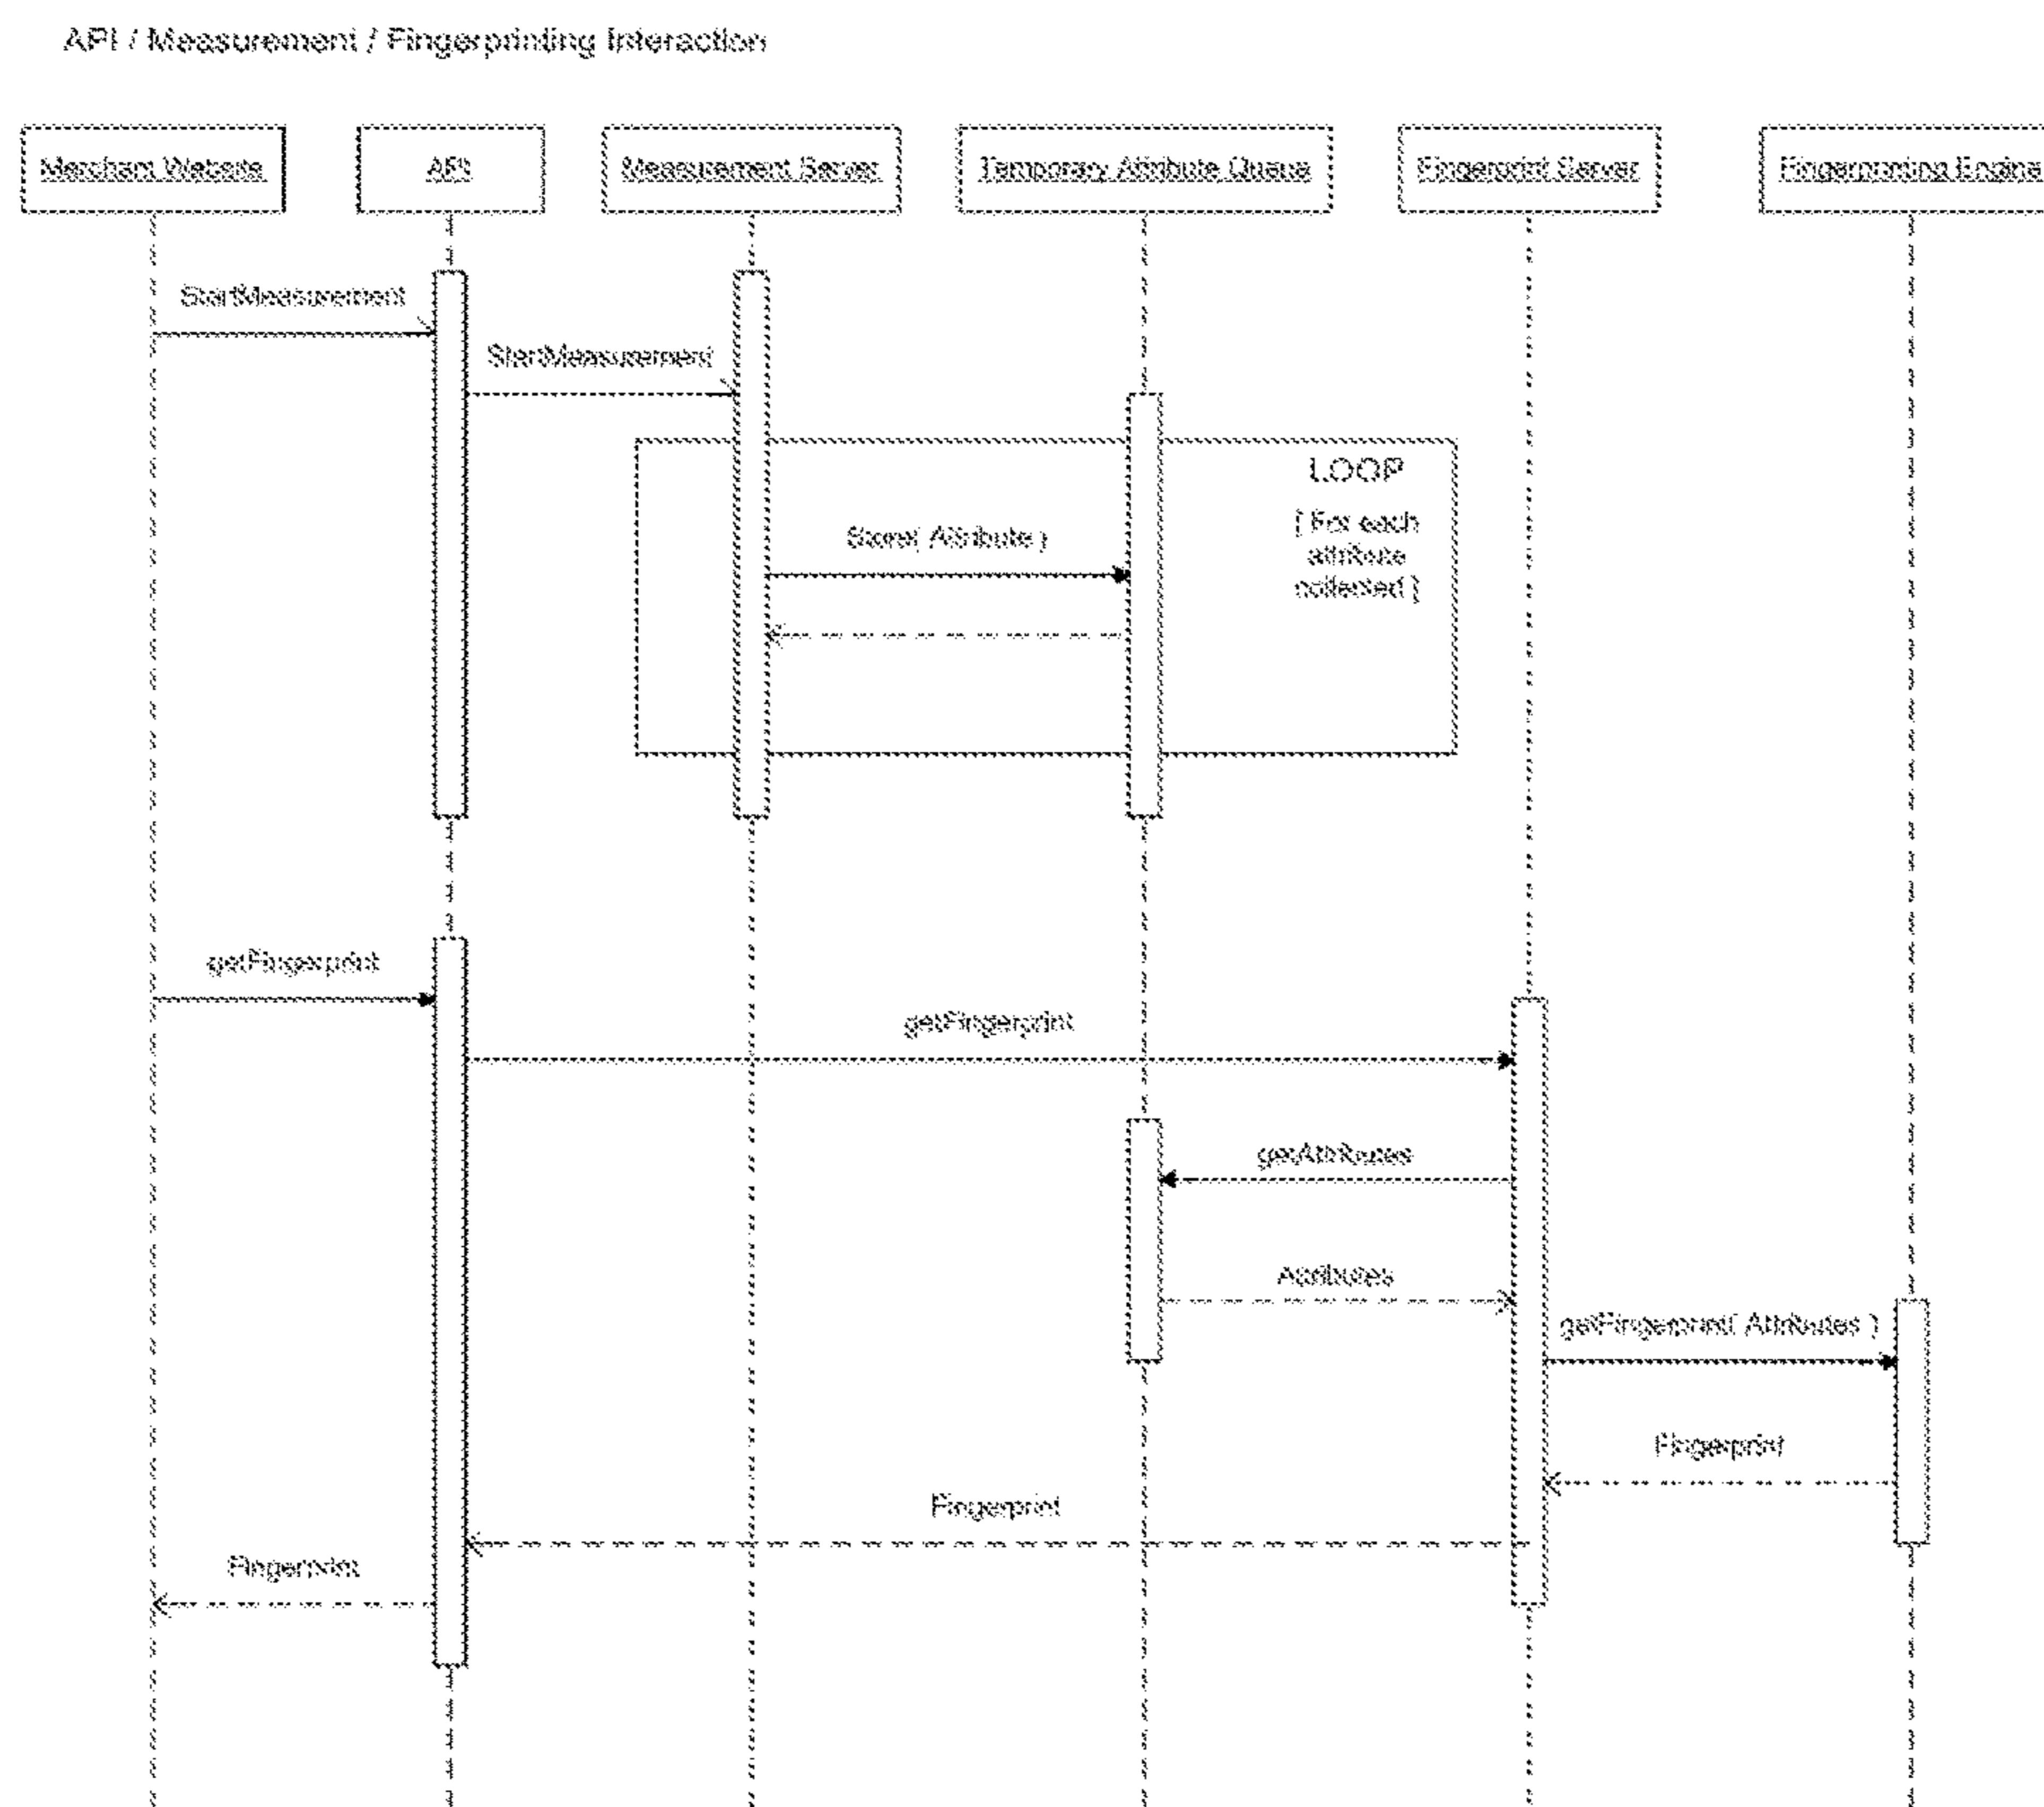 API / Measurement / Fingerprinting Interaction
Merchant Website
API
Measurement Server
Temporary Attribute Queue
Fingerprint Server
Fingerprinting Engine
StartMeasurement
StartMeasurement
LOOP
[ For each
attribute
collected ]
Store( Attribute )
getFingerprint
getFingerprint
getAttributes
Attributes
getFingerprint( Attributes )
Fingerprint
Fingerprint
Fingerprint